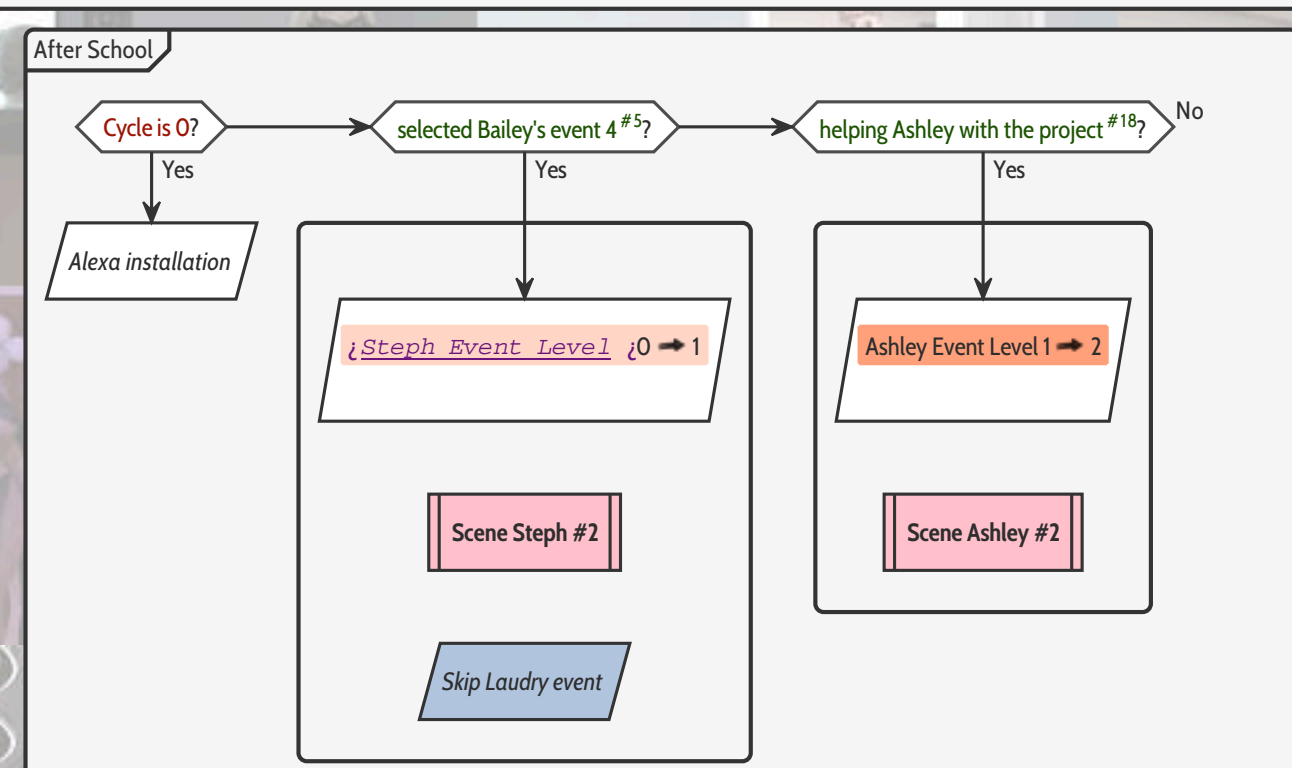 After School
Cycle is 0?
selected Bailey's event 4 #5?
helping Ashley with the project #18?
No
Yes
Yes
Yes
Alexa installation
¿Steph Event Level ¿0 ➡ 1
Ashley Event Level 1 ➡ 2
Scene Steph #2
Scene Ashley #2
Skip Laudry event